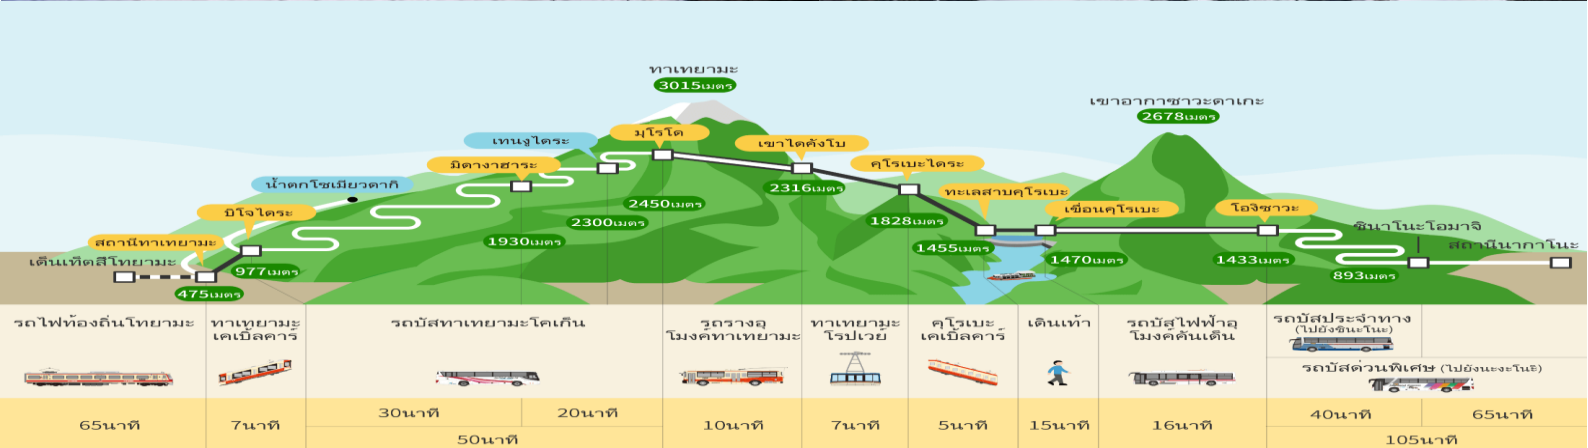 ทาเทยามะ
3015เมตร
เขาอากาซาวะดาเกะ
2678เมตร
เทนงูไดระ
มุโรโด
เขาไดคังโบ
มิดางาฮาระ
คุโรเบะไดระ
น้ำตกโชเมียวดากิ
ทะเลสาบคุโรเบะ
บิโจไดระ
เขื่อนคุโรเบะ
โองิซาวะ
สถานีทาเทยามะ
ชินาโนะโอมาจิ
สถานีนากาโนะ
เด็นเท็ตสึโทยามะ
475เมตร
977เมตร
1930เมตร
2300เมตร
2450เมตร
2316เมตร
1828เมตร
1455เมตร
1470เมตร
1433เมตร
893เมตร
รถไฟท้องถิ่นโทยามะ
ทาเทยามะ
เคเบิ้ลคาร์
รถบัสทาเทยามะโคเก็น
รถรางอุ
โมงค์ทาเทยามะ
ทาเทยามะ
โรปเวย์
คุโรเบะ
เคเบิ้ลคาร์
เดินเท้า
รถบัสไฟฟ้าอุ
โมงค์คันเด็น
รถบัสประจำทาง
(ไปยังชินะโนะ)
รถบัสด่วนพิเศษ (ไปยังนะงะโนะ)
65นาที
7นาที
30นาที
20นาที
50นาที
10นาที
7นาที
5นาที
15นาที
16นาที
40นาที
65นาที
105นาที